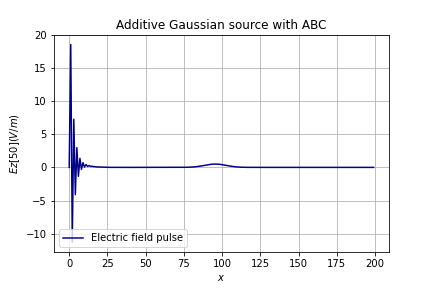 Additive Gaussian source with ABC
20
15
10
5
0
−5
−10
Ez[50](V/m)
Electric field pulse
0 25 50 75 100 125 150 175 200
x